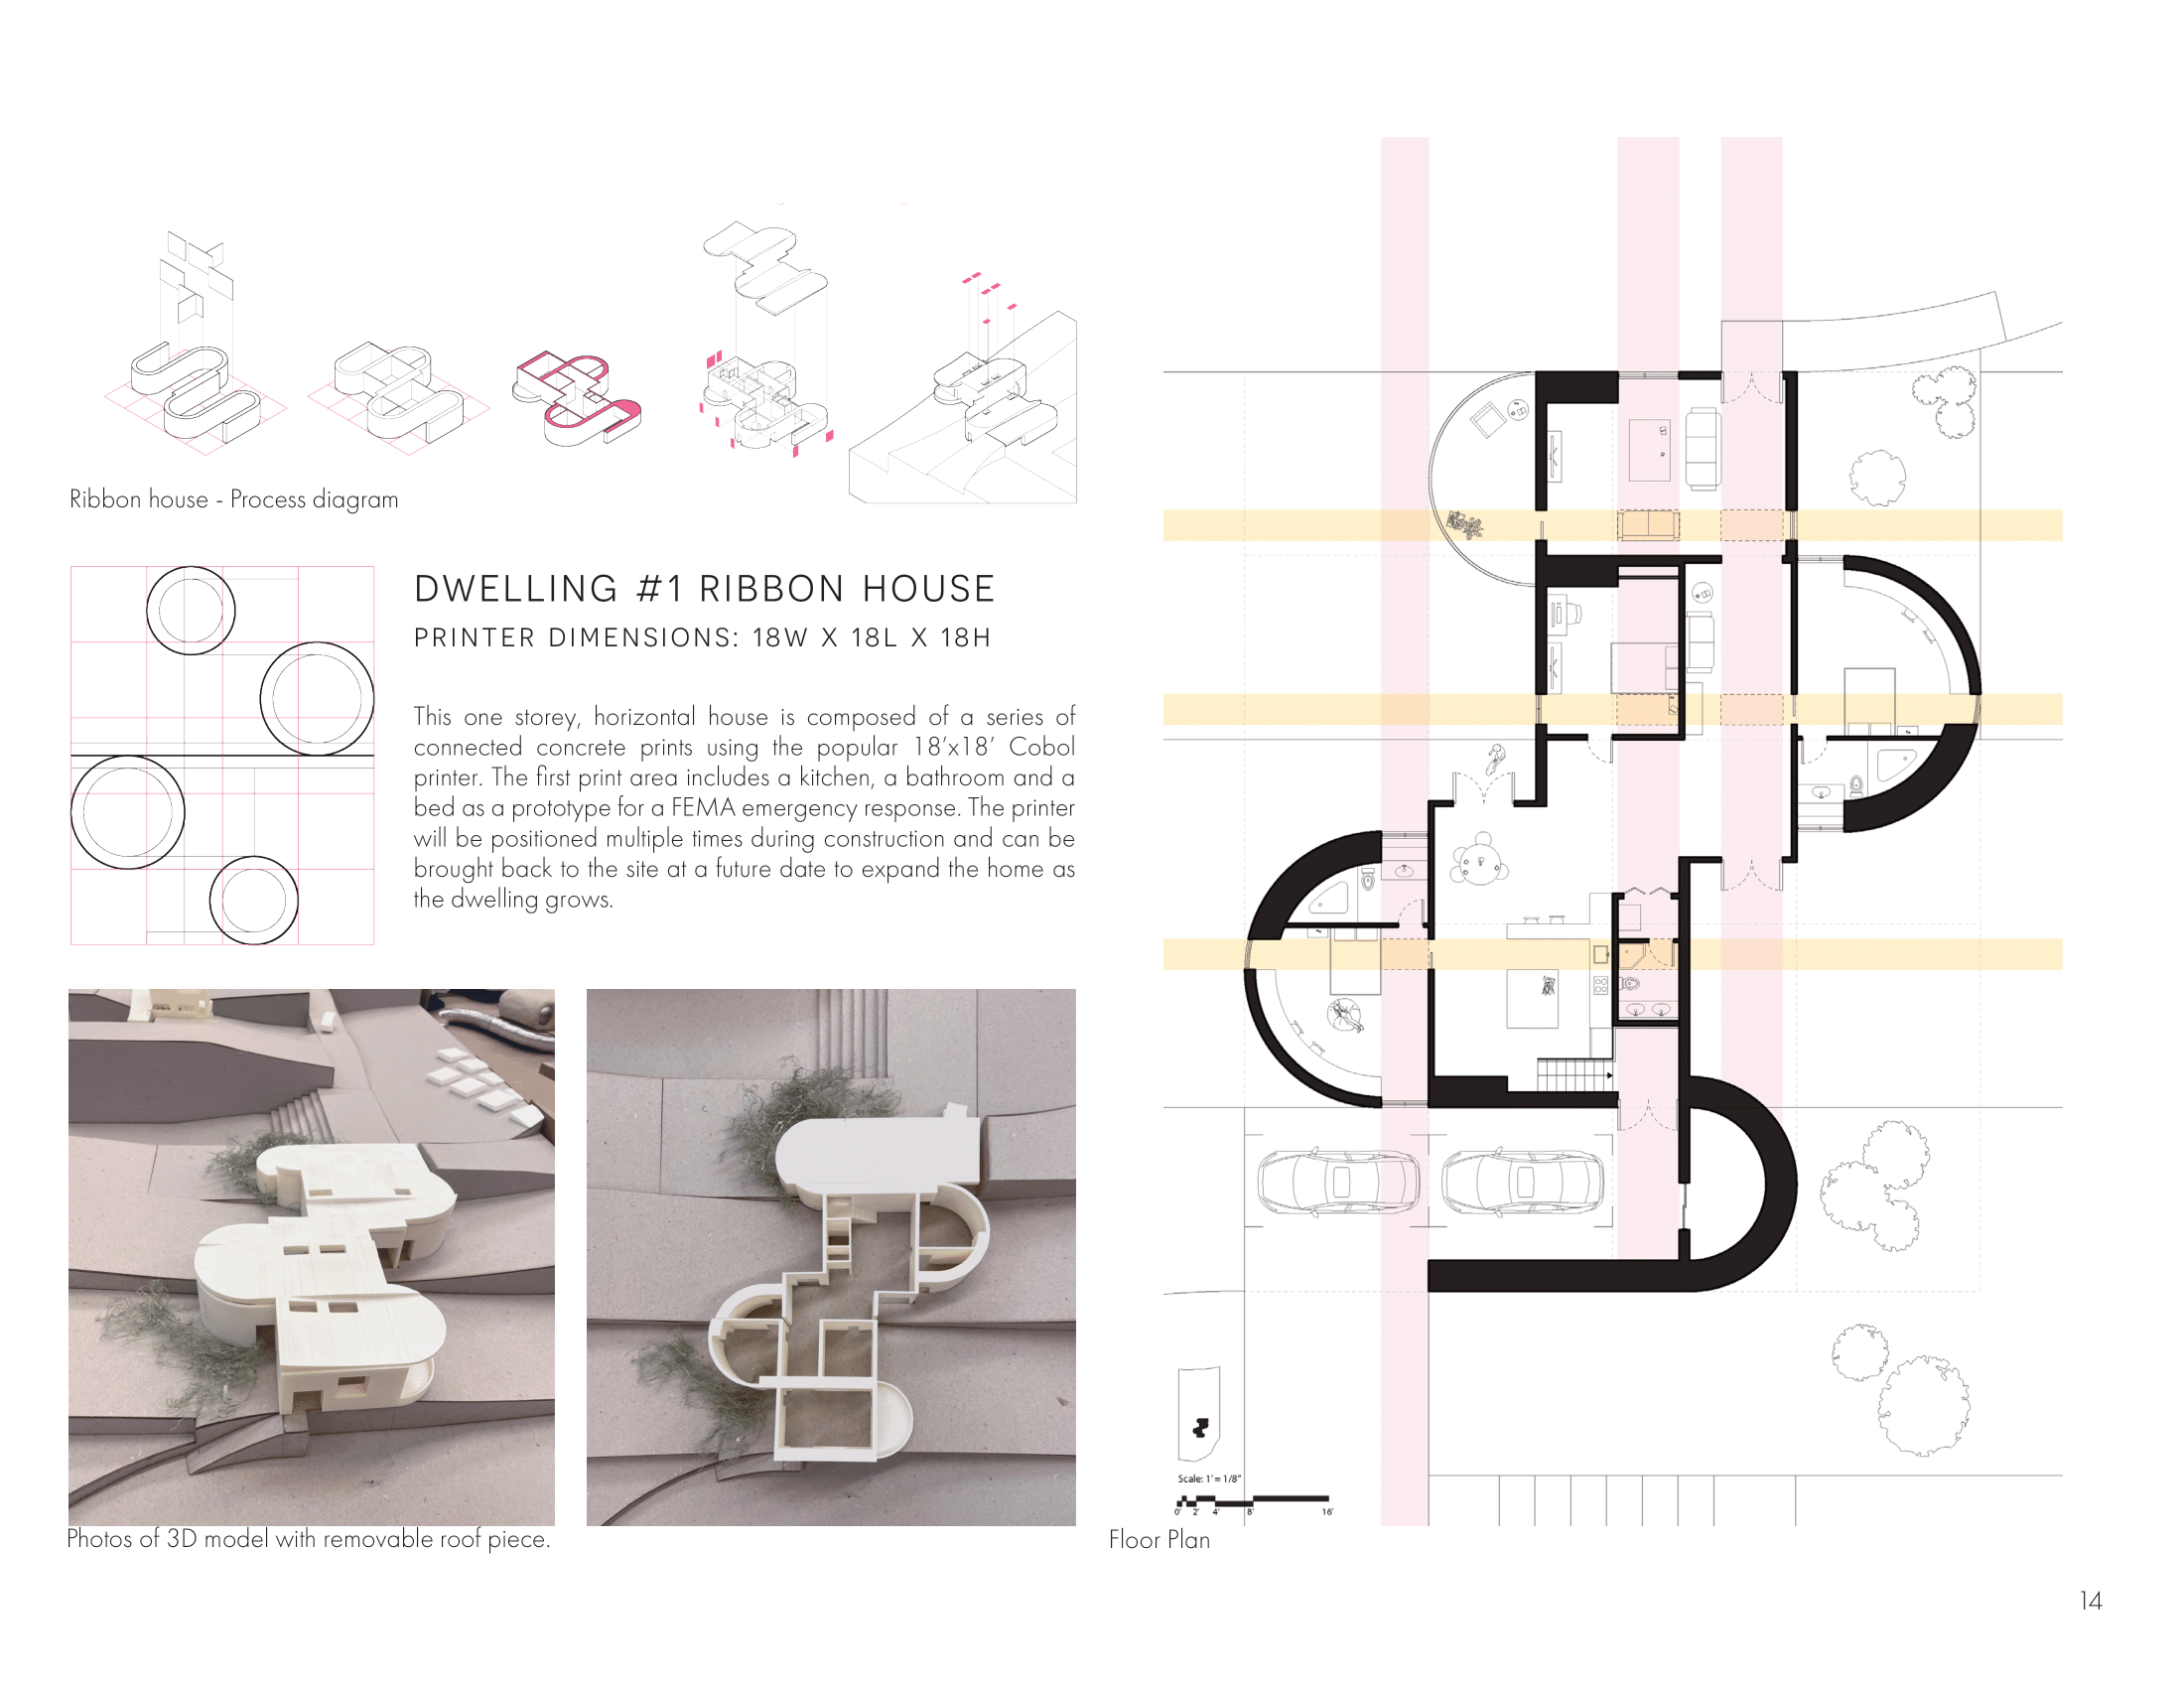 Ribbon house - Process diagram
DWELLING #1 RIBBON HOUSE
PRINTER DIMENSIONS: 18W X 18L X 18H
This one storey, horizontal house is composed of a series of
connected concrete prints using the popular 18'x18' Cobol
printer. The first print area includes a kitchen, a bathroom and a
bed as a prototype for a FEMA emergency response. The printer
will be positioned multiple times during construction and can be
brought back to the site at a future date to expand the home as
the dwelling grows.
Photos of 3D model with removable roof piece.
Scale: 1' = 1/8"
0' 2' 4' 8' 16'
Floor Plan
14